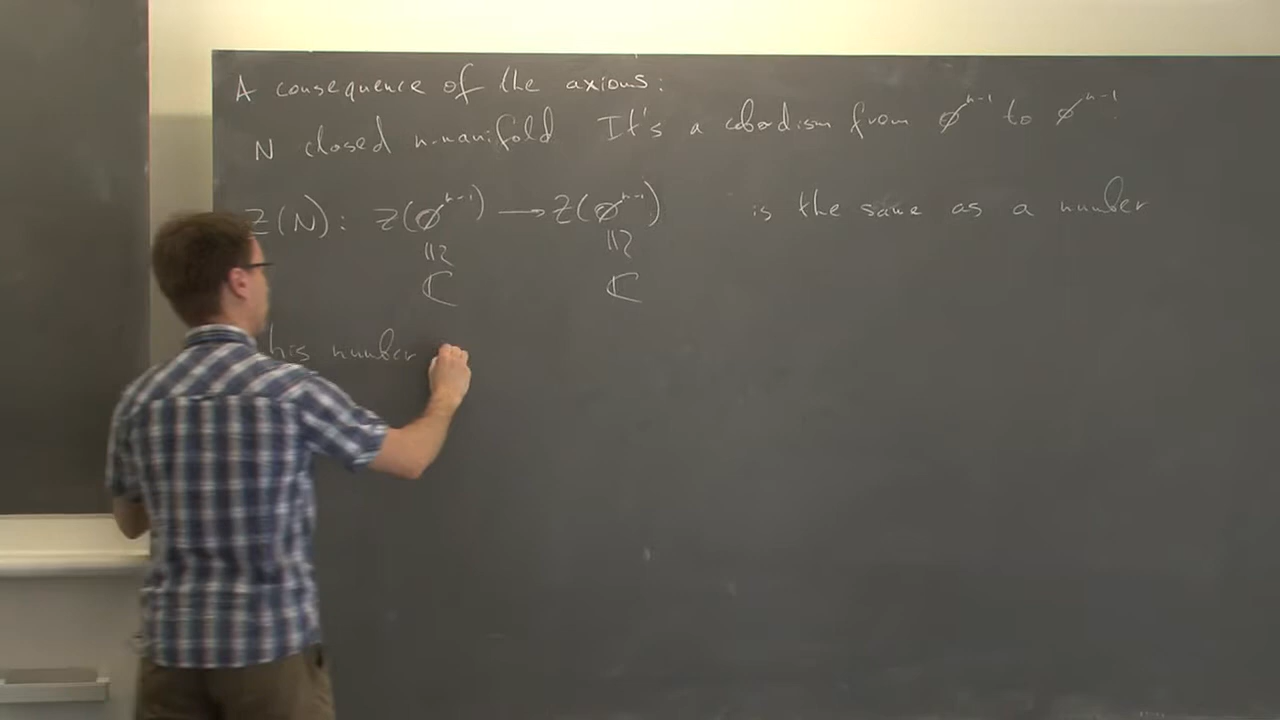 A consequence of the axioms:
N closed n-manifold It's a cobordism from ∅ⁿ⁻¹ to ∅ⁿ⁻¹.
Z(N): Z(∅ⁿ⁻¹) → Z(∅ⁿ⁻¹) is the same as a number
≅ ≅
ℂ ℂ
his number